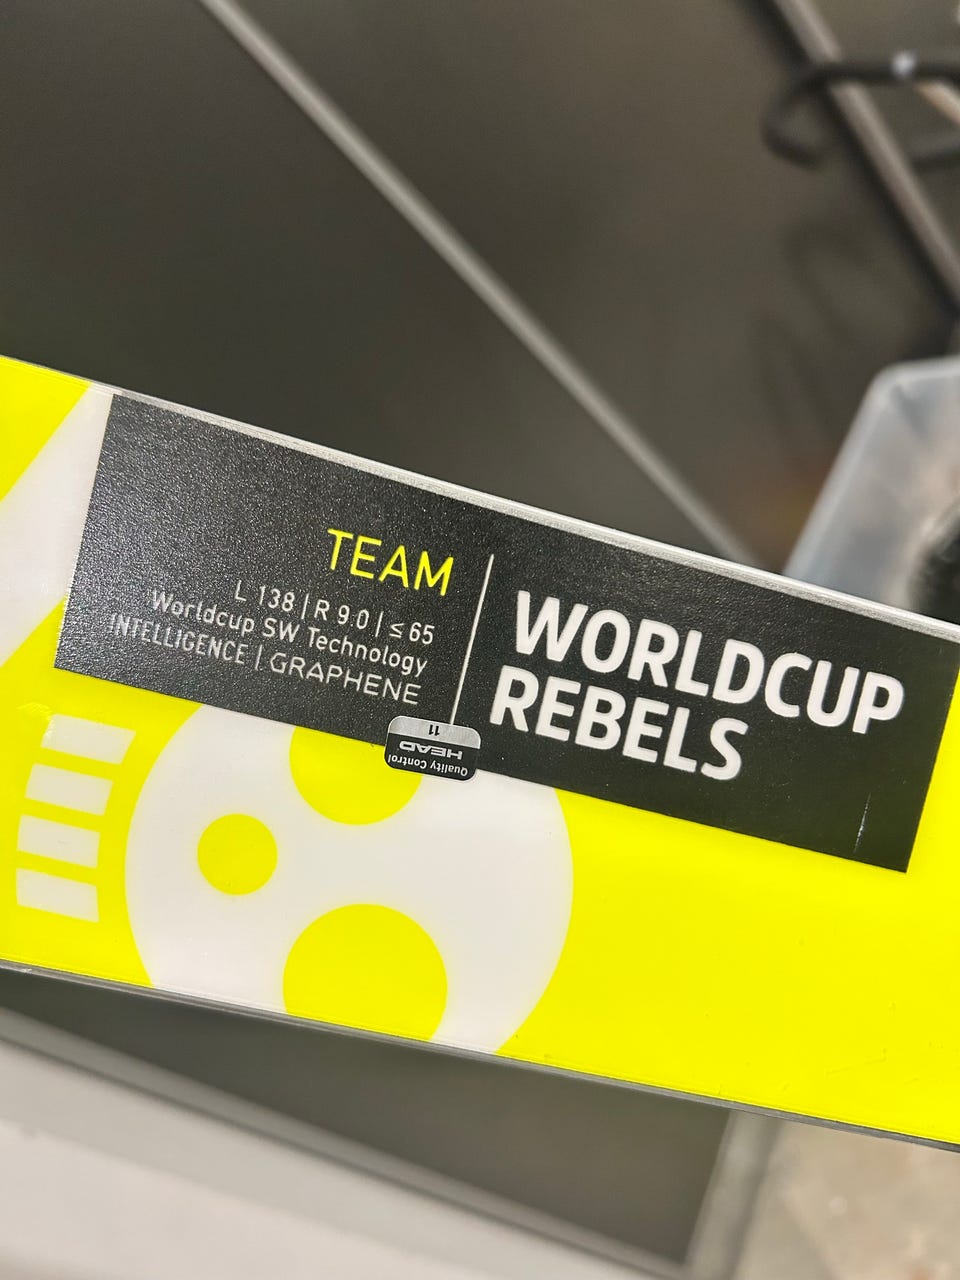 TEAM
L 138 | R 9.0 | ≤ 65
Worldcup SW Technology
INTELLIGENCE | GRAPHENE
WORLDCUP
REBELS
Quality Control
HEAD
11